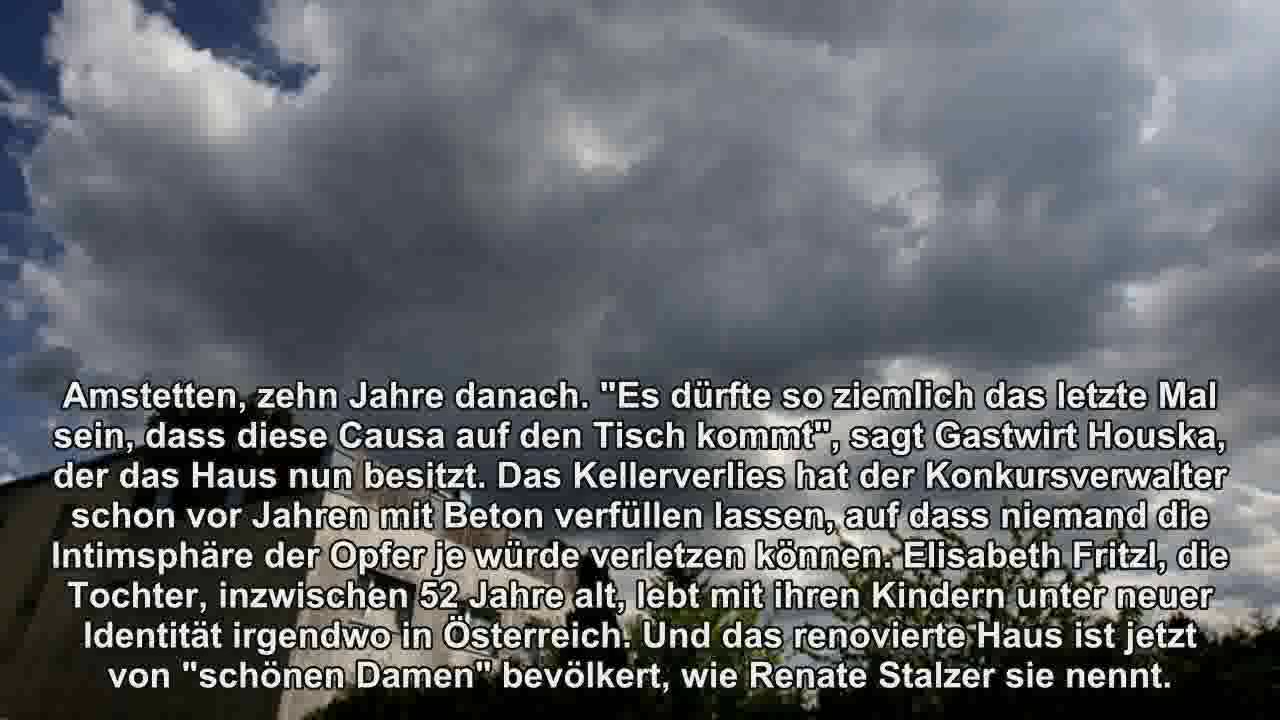 Amstetten, zehn Jahre danach. "Es dürfte so ziemlich das letzte Mal
sein, dass diese Causa auf den Tisch kommt", sagt Gastwirt Houska,
der das Haus nun besitzt. Das Kellerverlies hat der Konkursverwalter
schon vor Jahren mit Beton verfüllen lassen, auf dass niemand die
Intimsphäre der Opfer je würde verletzen können. Elisabeth Fritzl, die
Tochter, inzwischen 52 Jahre alt, lebt mit ihren Kindern unter neuer
Identität irgendwo in Österreich. Und das renovierte Haus ist jetzt
von "schönen Damen" bevölkert, wie Renate Stalzer sie nennt.